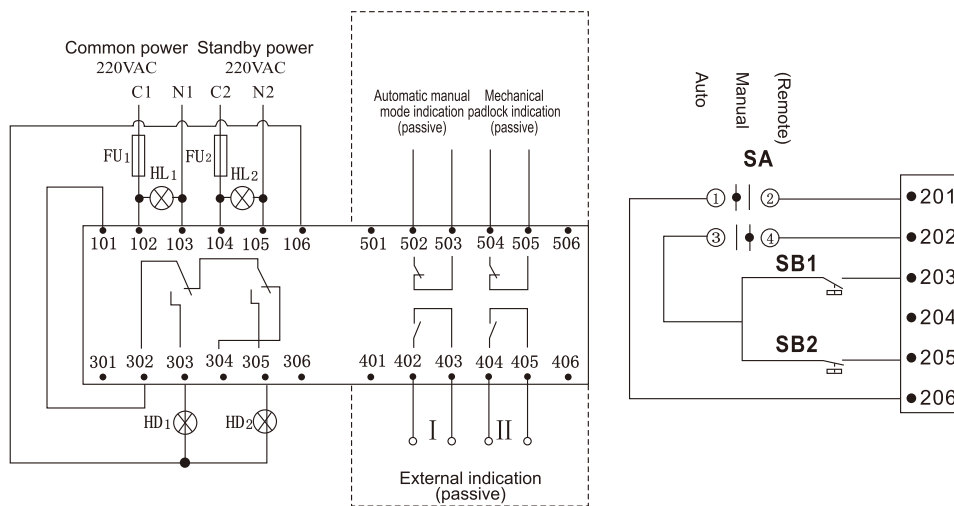 Common power Standby power
220VAC 220VAC
C1 N1 C2 N2
FU1 FU2
HL1 HL2
Automatic manual
mode indication
(passive)
Mechanical
padlock indication
(passive)
101 102 103 104 105 106 501 502 503 504 505 506
301 302 303 304 305 306 401 402 403 404 405 406
HD1 HD2
I II
External indication
(passive)
Auto
Manual
(Remote)
SA
1 2 201
3 4 202
SB1 203
204
SB2 205
206